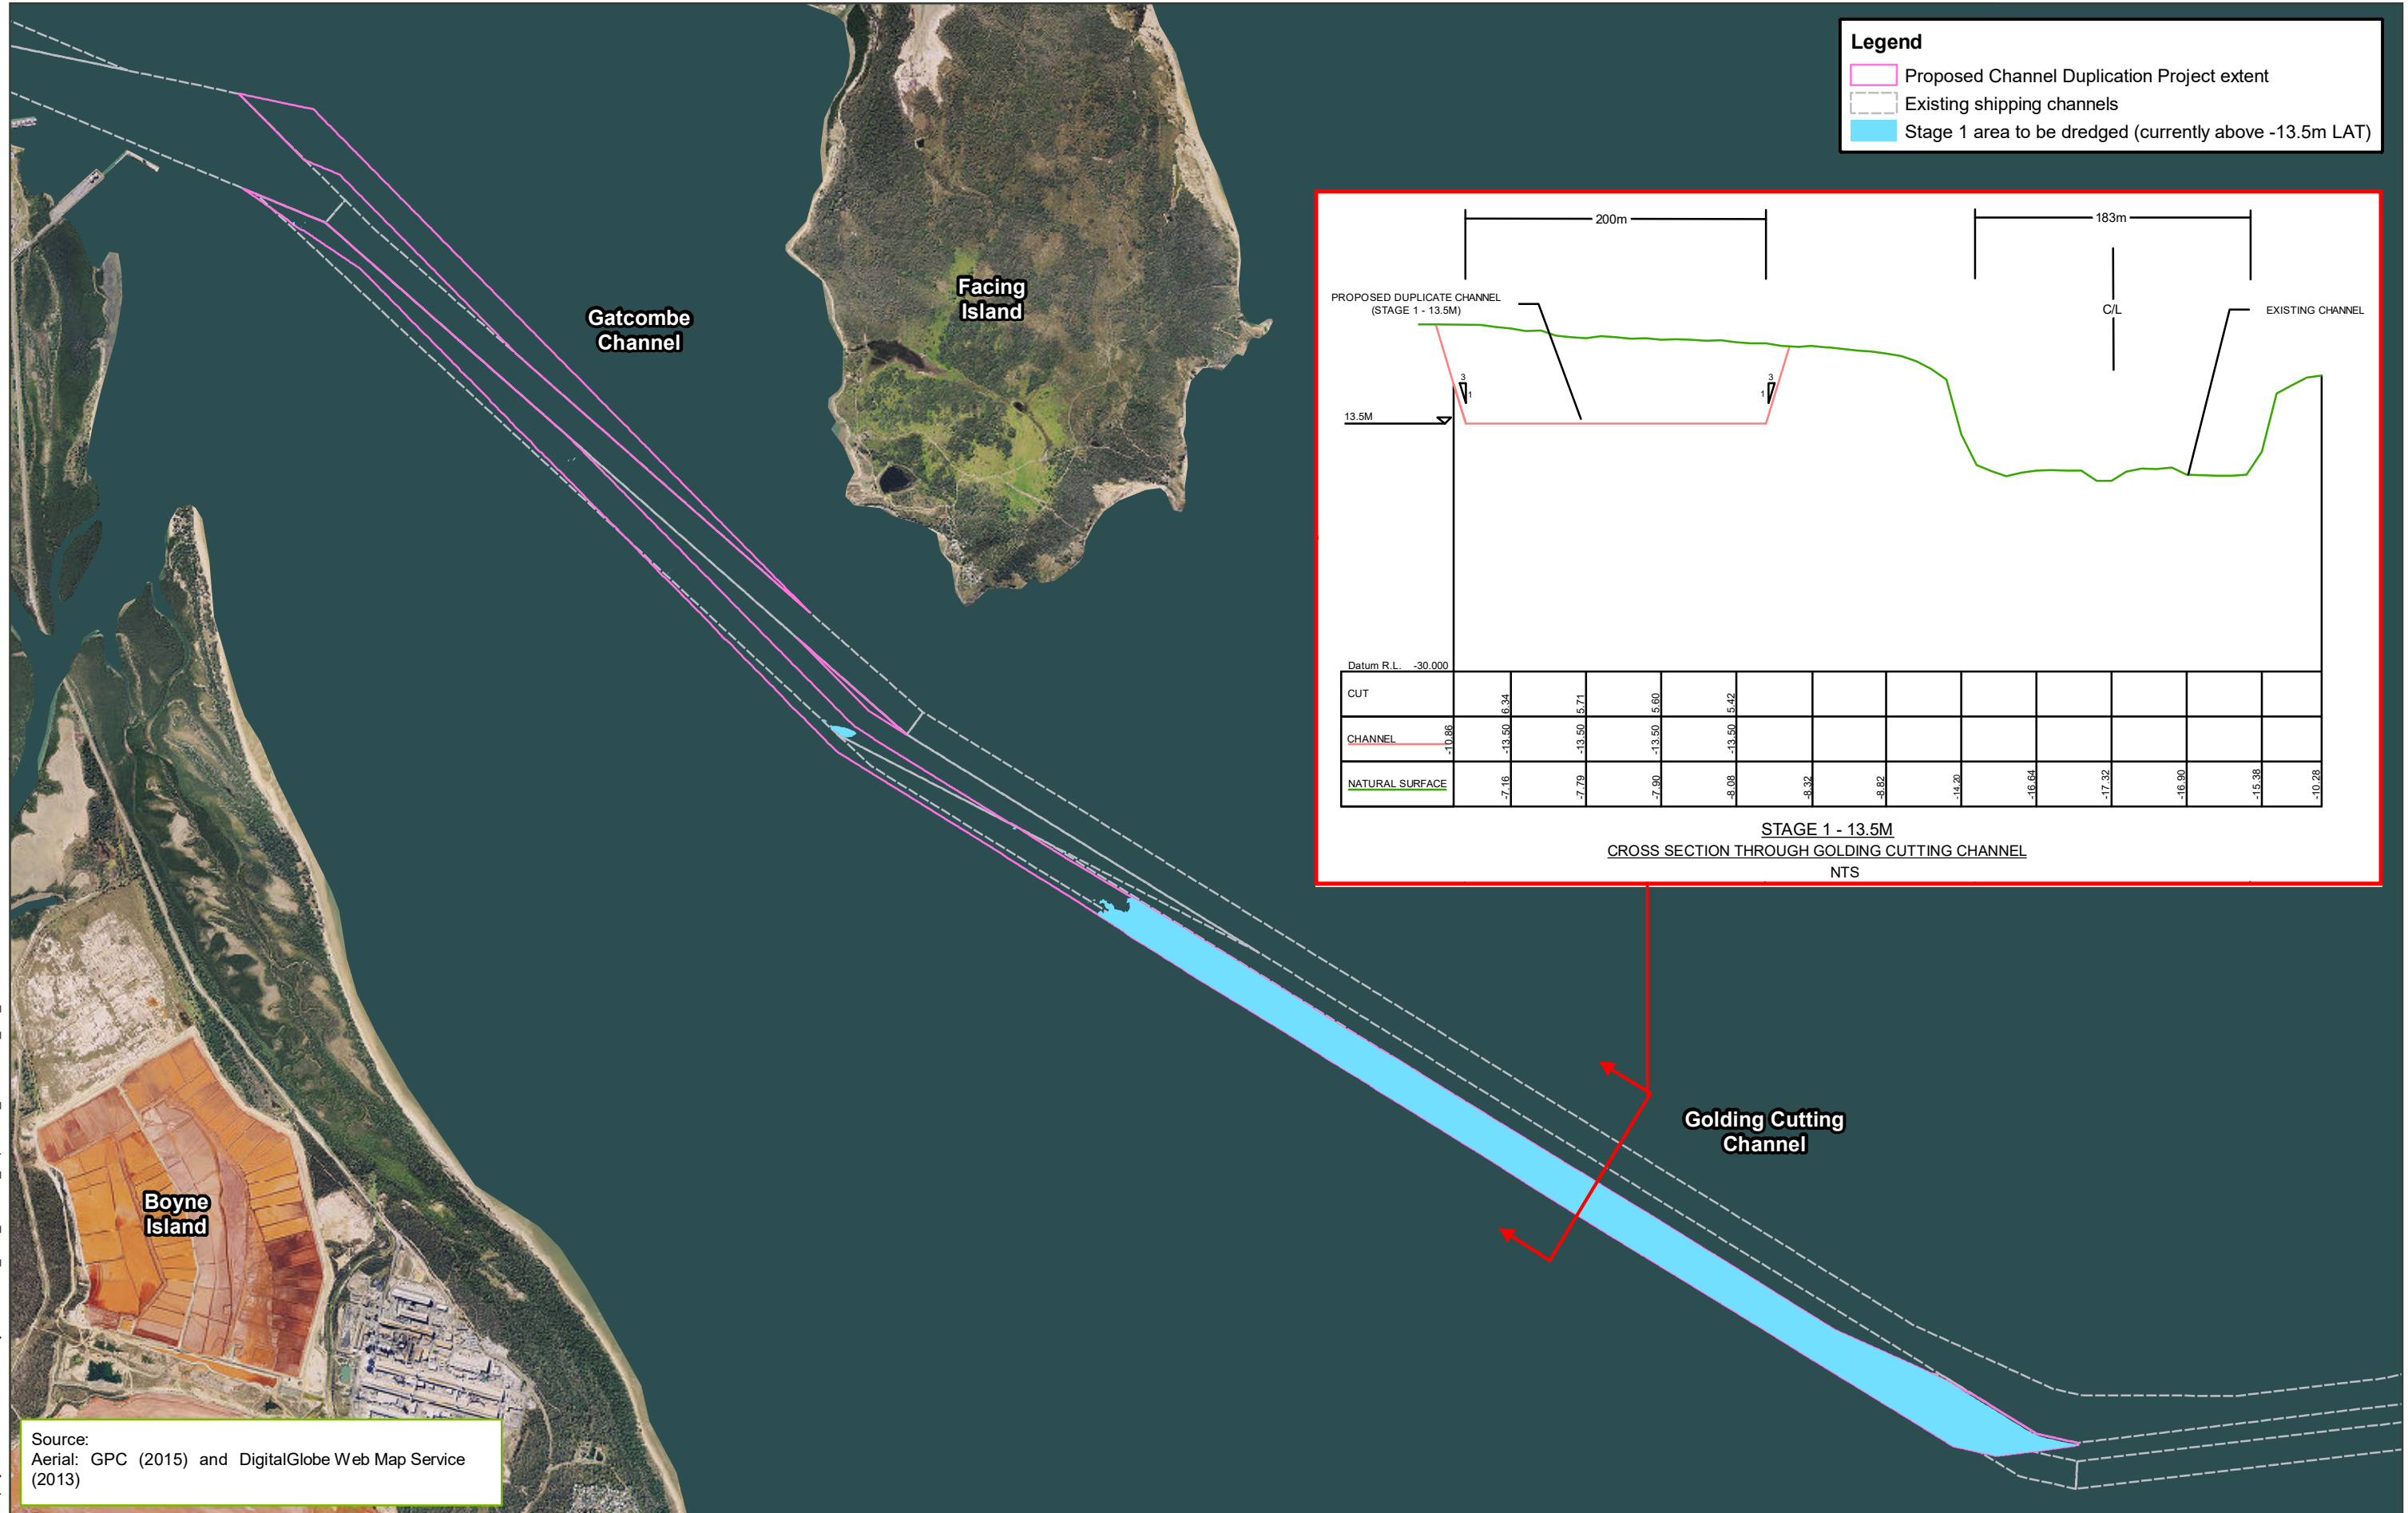 Legend
Proposed Channel Duplication Project extent
Existing shipping channels
Stage 1 area to be dredged (currently above -13.5m LAT)
200m
183m
PROPOSED DUPLICATE CHANNEL
(STAGE 1 - 13.5M)
C/L
EXISTING CHANNEL
3
1
3
1
13.5M
Datum R.L. -30.000
CUT 6.34 5.71 5.60 5.42
CHANNEL -10.86 -13.50 -13.50 -13.50 -13.50
NATURAL SURFACE -7.16 -7.79 -7.90 -8.08 -8.32 -8.82 -14.20 -16.64 -17.32 -16.90 -15.38 -10.28
STAGE 1 - 13.5M
CROSS SECTION THROUGH GOLDING CUTTING CHANNEL
NTS
Facing
Island
Gatcombe
Channel
Golding Cutting
Channel
Boyne
Island
Source:
Aerial: GPC (2015) and DigitalGlobe Web Map Service
(2013)